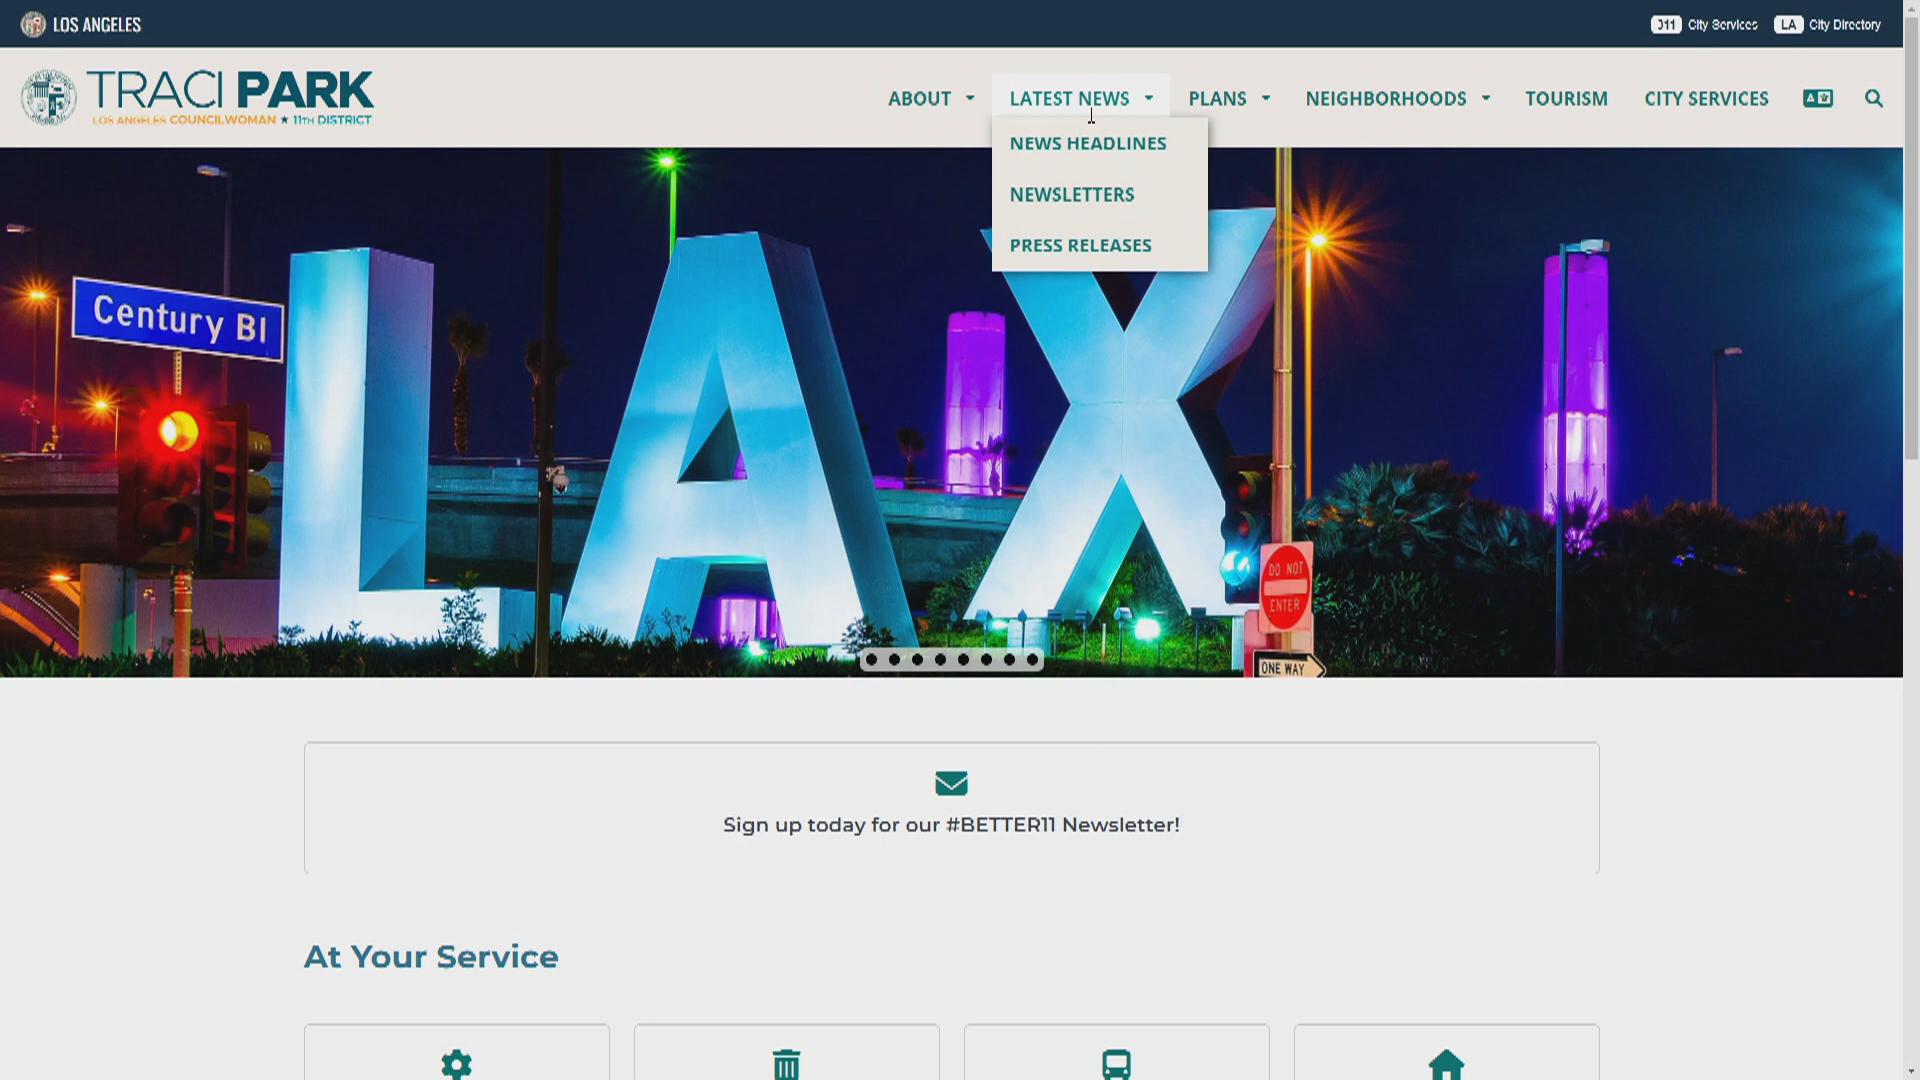 LOS ANGELES
311 City Services LA City Directory
TRACI PARK
LOS ANGELES COUNCILWOMAN ★ 11TH DISTRICT
ABOUT LATEST NEWS PLANS NEIGHBORHOODS TOURISM CITY SERVICES
NEWS HEADLINES
NEWSLETTERS
PRESS RELEASES
Century Bl
LAX
DO NOT
ENTER
ONE WAY
Sign up today for our #BETTER11 Newsletter!
At Your Service